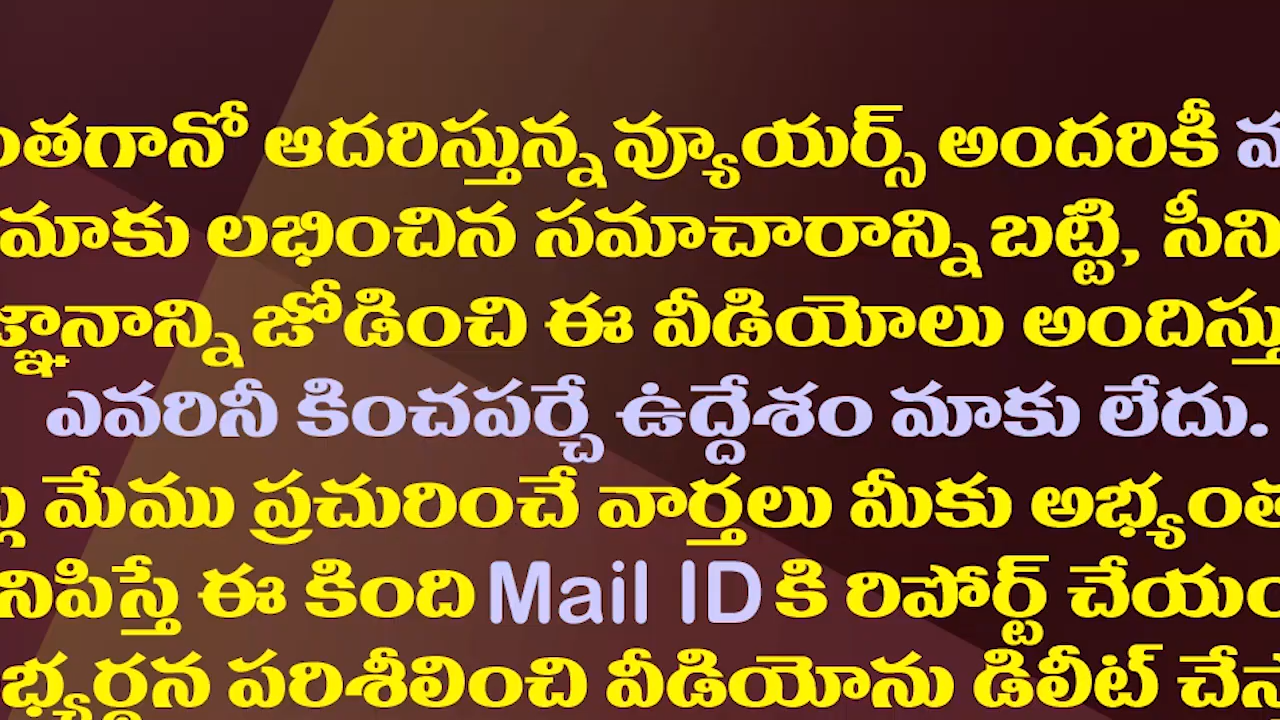 ఆదరిస్తున్న వ్యూయర్స్ అందరికీ
మాకు లభించిన సమాచారాన్ని బట్టి, సీని
జోడించి ఈ వీడియోలు
ఎవరినీ కించపర్చే ఉద్దేశం మాకు లేదు.
మేము ప్రచురించే వార్తలు మీకు
ఈ కింది Mail ID కి రిపోర్ట్
పరిశీలించి వీడియోను డిలీట్